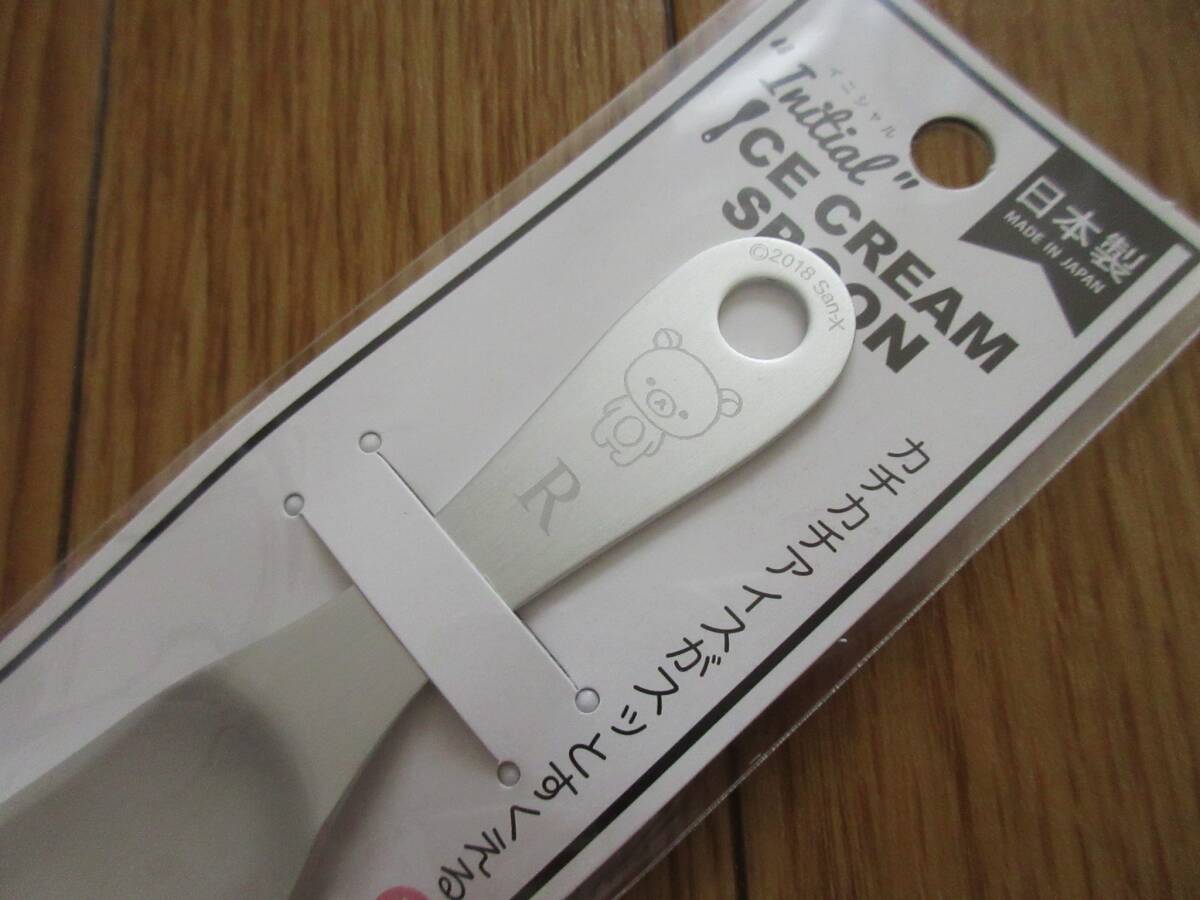 イニシャル
"Initial"
ICE CREAM
SPOON
日本製
MADE IN JAPAN
©2018 San-X
R
カチカチアイスがスッとすくえる